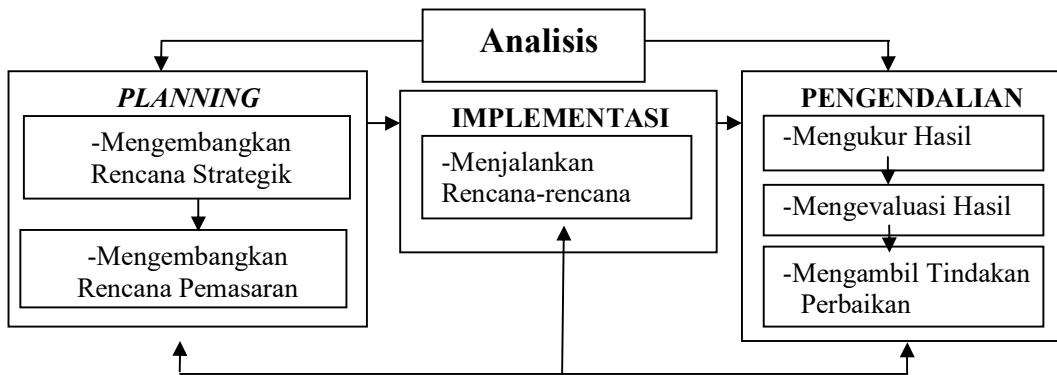 Analisis
PLANNING
-Mengembangkan
Rencana Strategik
-Mengembangkan
Rencana Pemasaran
IMPLEMENTASI
-Menjalankan
Rencana-rencana
PENGENDALIAN
-Mengukur Hasil
-Mengevaluasi Hasil
-Mengambil Tindakan
Perbaikan